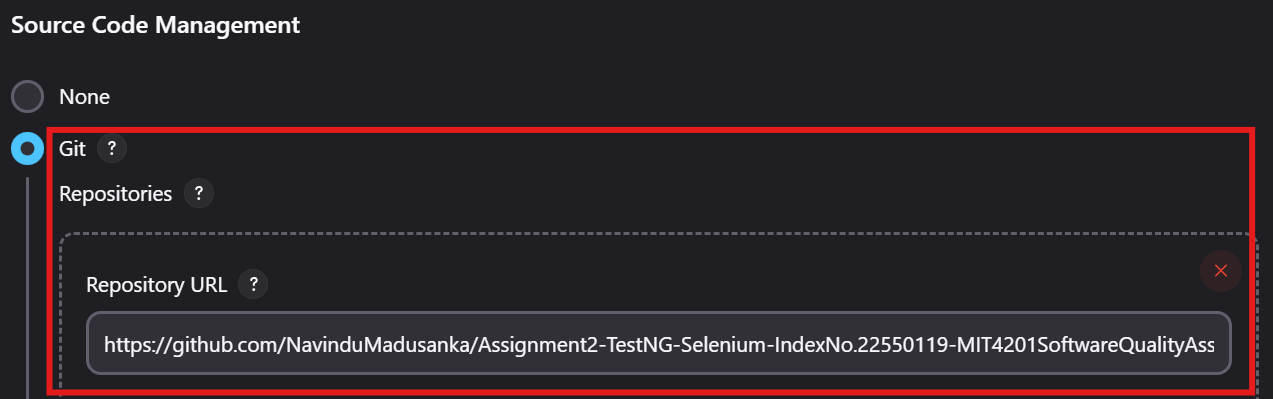 Source Code Management
None
Git ?
Repositories ?
Repository URL ?
https://github.com/NavinduMadusanka/Assignment2-TestNG-Selenium-IndexNo.22550119-MIT4201SoftwareQualityAss